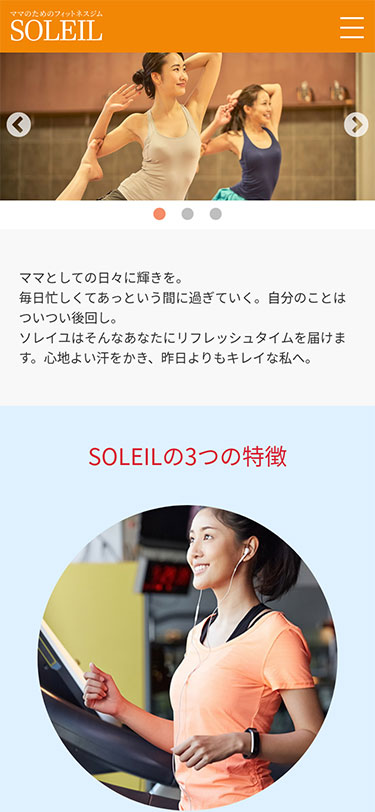 ママのためのフィットネスジム
SOLEIL
ママとしての日々に輝きを。
毎日忙しくてあっという間に過ぎていく。自分のことは
ついつい後回し。
ソレイユはそんなあなたにリフレッシュタイムを届けま
す。心地よい汗をかき、昨日よりもキレイな私へ。
SOLEILの3つの特徴